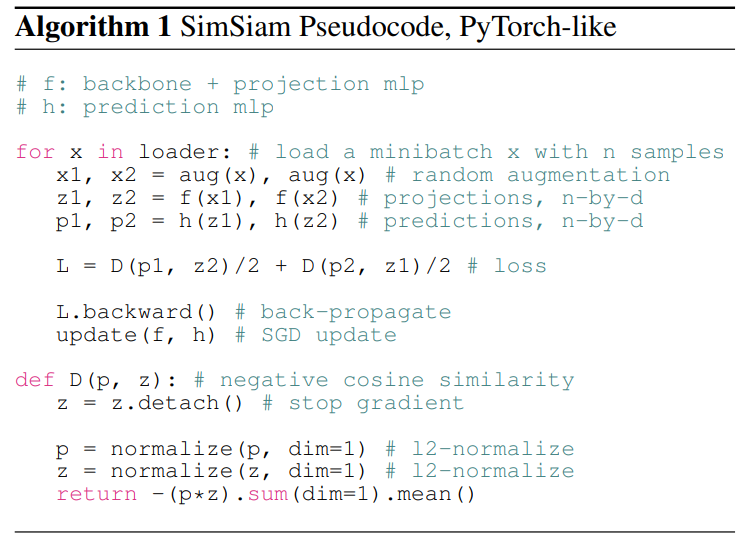 Algorithm 1 SimSiam Pseudocode, PyTorch-like
# f: backbone + projection mlp
# h: prediction mlp
for x in loader: # load a minibatch x with n samples
x1, x2 = aug(x), aug(x) # random augmentation
z1, z2 = f(x1), f(x2) # projections, n-by-d
p1, p2 = h(z1), h(z2) # predictions, n-by-d
L = D(p1, z2)/2 + D(p2, z1)/2 # loss
L.backward() # back-propagate
update(f, h) # SGD update
def D(p, z): # negative cosine similarity
z = z.detach() # stop gradient
p = normalize(p, dim=1) # l2-normalize
z = normalize(z, dim=1) # l2-normalize
return -(p*z).sum(dim=1).mean()